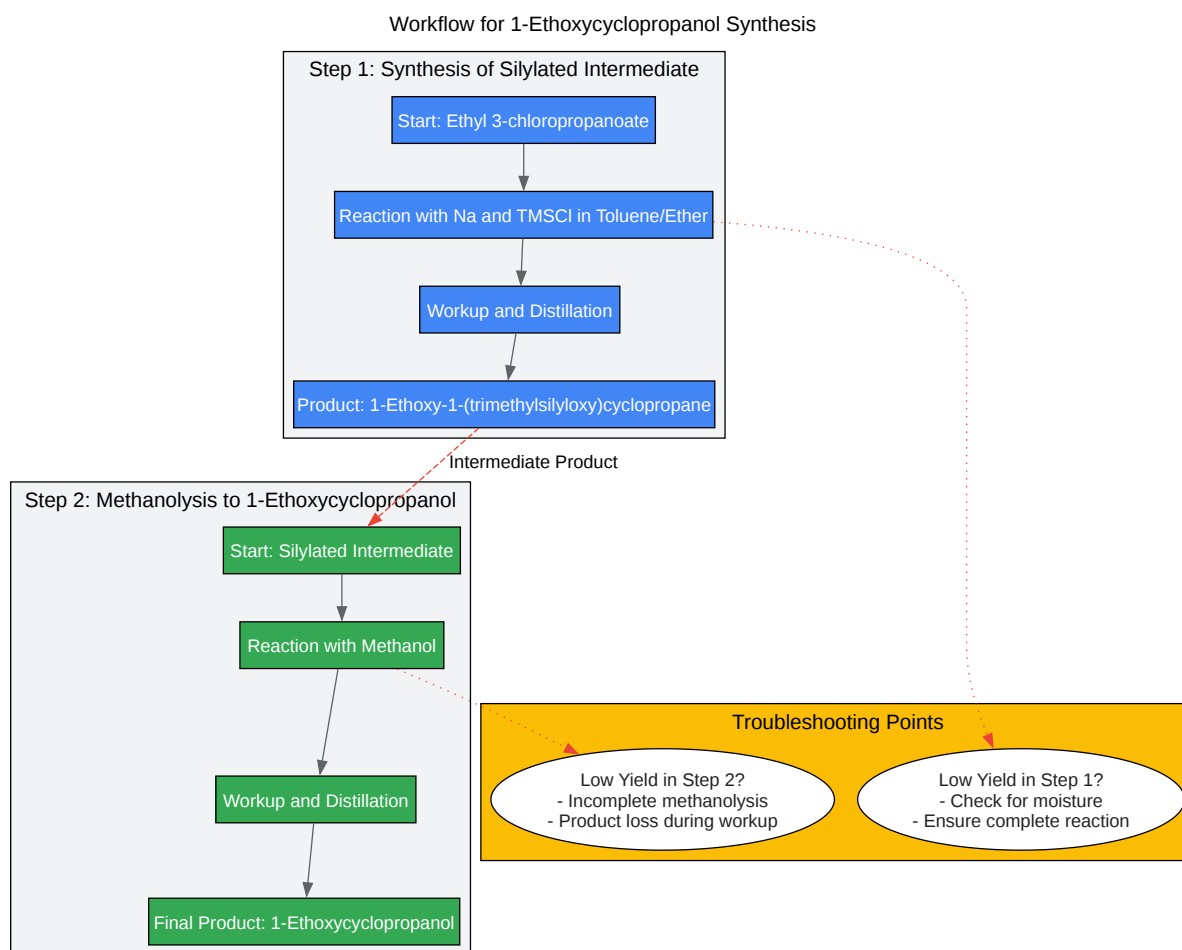 Workflow for 1-Ethoxycyclopropanol Synthesis
Step 1: Synthesis of Silylated Intermediate
Start: Ethyl 3-chloropropanoate
Reaction with Na and TMSCl in Toluene/Ether
Workup and Distillation
Product: 1-Ethoxy-1-(trimethylsilyloxy)cyclopropane
Intermediate Product
Step 2: Methanolysis to 1-Ethoxycyclopropanol
Start: Silylated Intermediate
Reaction with Methanol
Workup and Distillation
Final Product: 1-Ethoxycyclopropanol
Troubleshooting Points
Low Yield in Step 2?
- Incomplete methanolysis
- Product loss during workup
Low Yield in Step 1?
- Check for moisture
- Ensure complete reaction